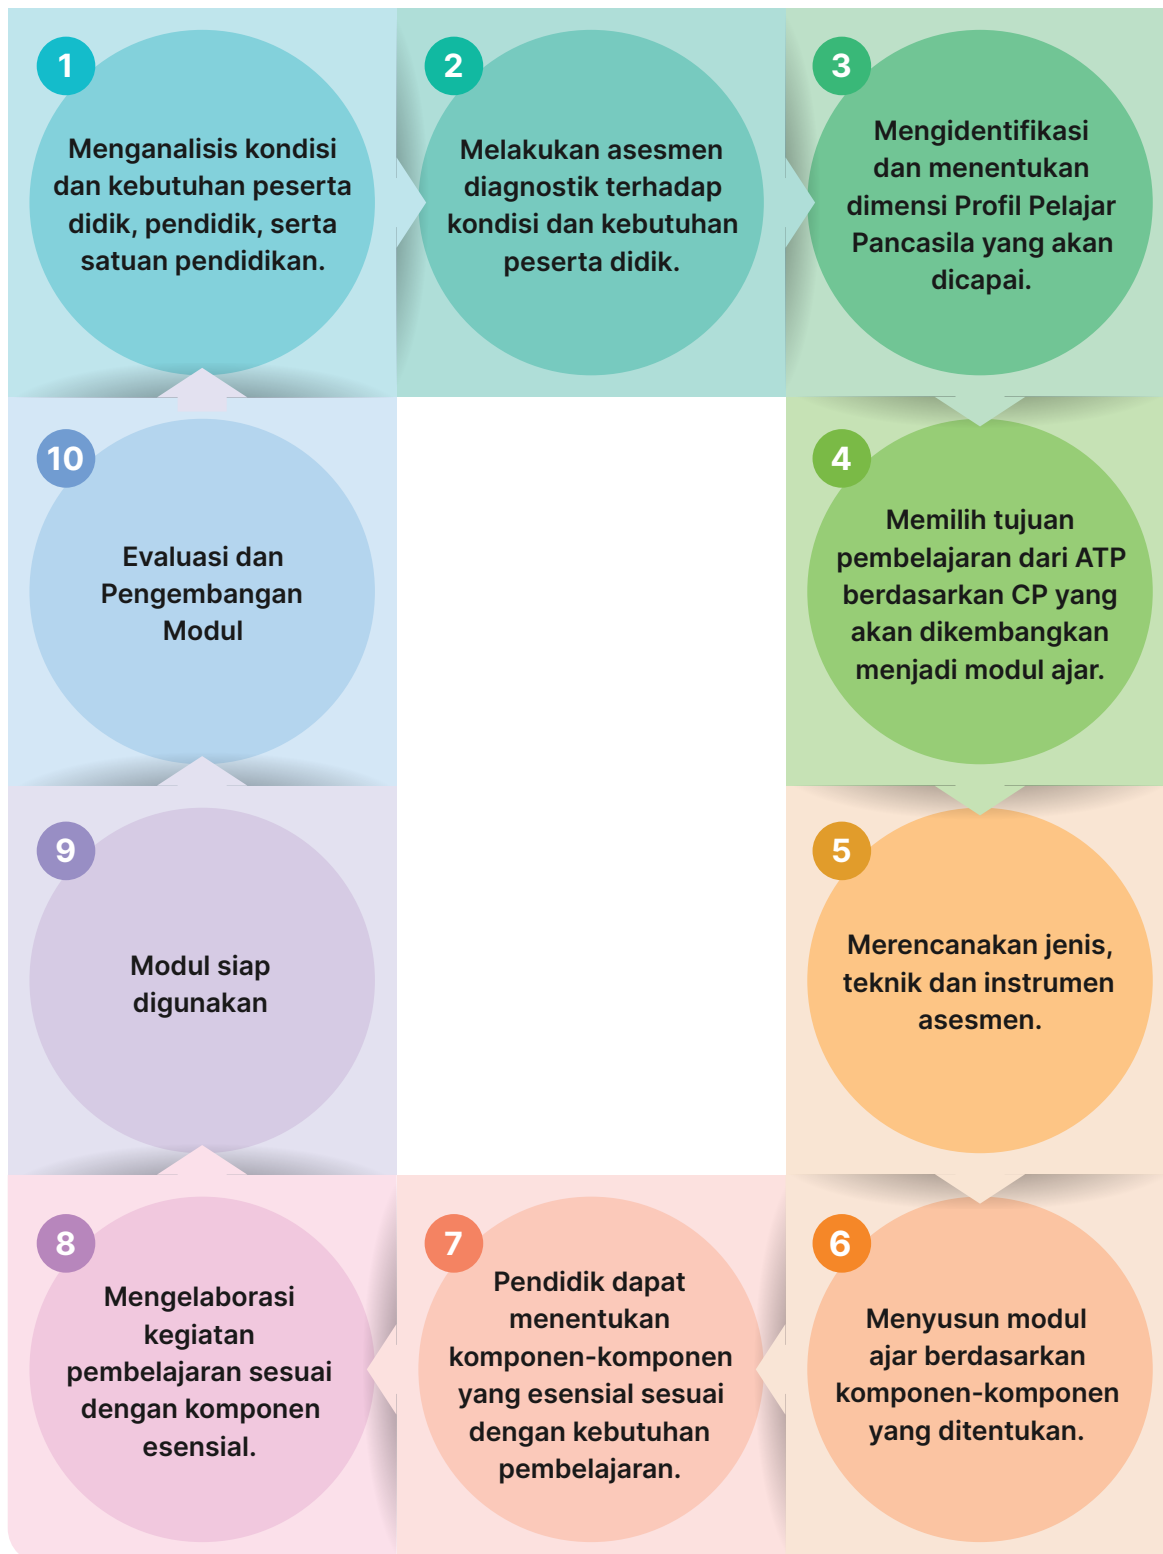 1
Menganalisis kondisi
dan kebutuhan peserta
didik, pendidik, serta
satuan pendidikan.
2
Melakukan asesmen
diagnostik terhadap
kondisi dan kebutuhan
peserta didik.
3
Mengidentifikasi
dan menentukan
dimensi Profil Pelajar
Pancasila yang akan
dicapai.
4
Memilih tujuan
pembelajaran dari ATP
berdasarkan CP yang
akan dikembangkan
menjadi modul ajar.
5
Merencanakan jenis,
teknik dan instrumen
asesmen.
6
Menyusun modul
ajar berdasarkan
komponen-komponen
yang ditentukan.
7
Pendidik dapat
menentukan
komponen-komponen
yang esensial sesuai
dengan kebutuhan
pembelajaran.
8
Mengelaborasi
kegiatan
pembelajaran sesuai
dengan komponen
esensial.
9
Modul siap
digunakan
10
Evaluasi dan
Pengembangan
Modul